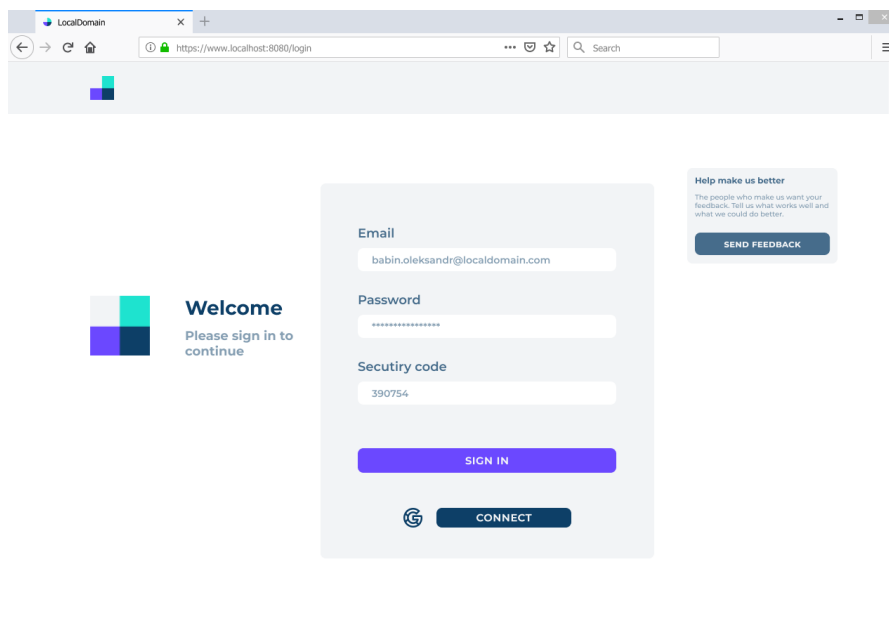 LocalDomain
https://www.localhost:8080/login
Search
Help make us better
The people who make us want your
feedback. Tell us what works well and
what we could do better.
SEND FEEDBACK
Email
babin.oleksandr@localdomain.com
Welcome
Please sign in to
continue
Password
****************
Secutiry code
390754
SIGN IN
G
CONNECT